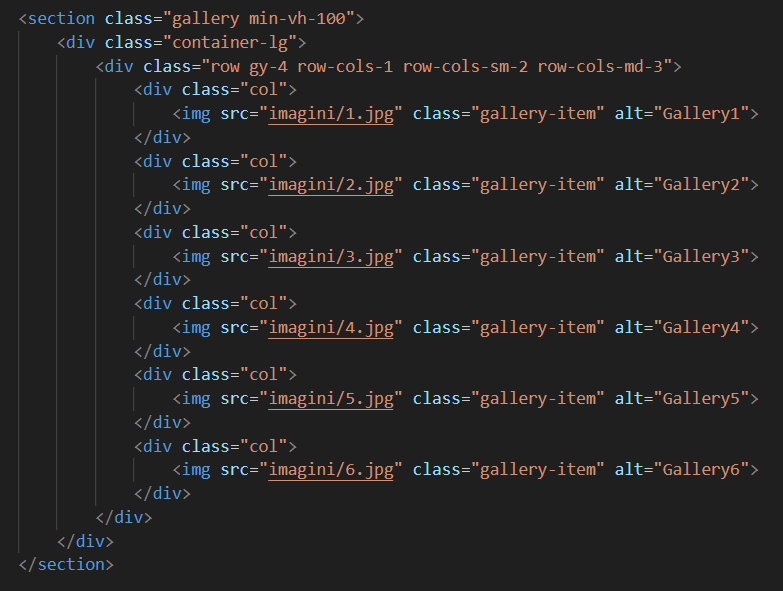 <section class="gallery min-vh-100">
    <div class="container-lg">
        <div class="row gy-4 row-cols-1 row-cols-sm-2 row-cols-md-3">
            <div class="col">
                <img src="imagini/1.jpg" class="gallery-item" alt="Gallery1">
            </div>
            <div class="col">
                <img src="imagini/2.jpg" class="gallery-item" alt="Gallery2">
            </div>
            <div class="col">
                <img src="imagini/3.jpg" class="gallery-item" alt="Gallery3">
            </div>
            <div class="col">
                <img src="imagini/4.jpg" class="gallery-item" alt="Gallery4">
            </div>
            <div class="col">
                <img src="imagini/5.jpg" class="gallery-item" alt="Gallery5">
            </div>
            <div class="col">
                <img src="imagini/6.jpg" class="gallery-item" alt="Gallery6">
            </div>
        </div>
    </div>
</section>